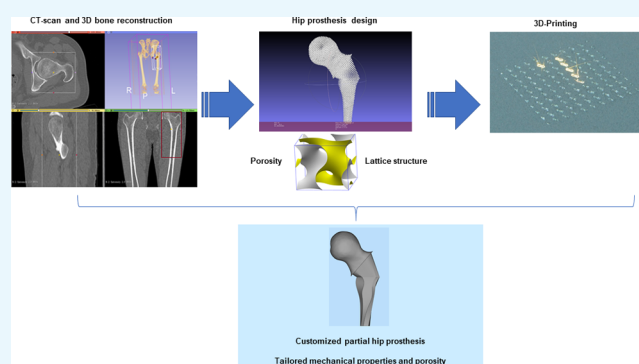 CT-scan and 3D bone reconstruction
Hip prosthesis design
3D-Printing
R
L
P
Porosity
Lattice structure
Customized partial hip prosthesis
Tailored mechanical properties and porosity